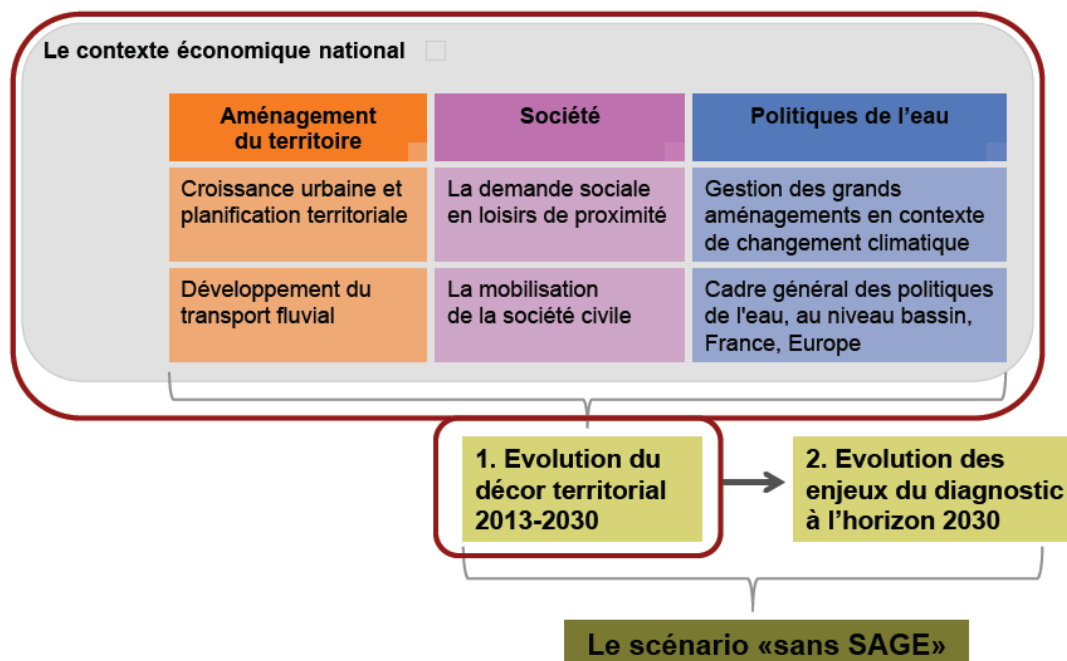 Le contexte économique national
Aménagement
du territoire
Société
Politiques de l'eau
Croissance urbaine et
planification territoriale
La demande sociale
en loisirs de proximité
Gestion des grands
aménagements en contexte
de changement climatique
Développement du
transport fluvial
La mobilisation
de la société civile
Cadre général des politiques
de l'eau, au niveau bassin,
France, Europe
1. Evolution du
décor territorial
2013-2030
2. Evolution des
enjeux du diagnostic
à l'horizon 2030
Le scénario «sans SAGE»